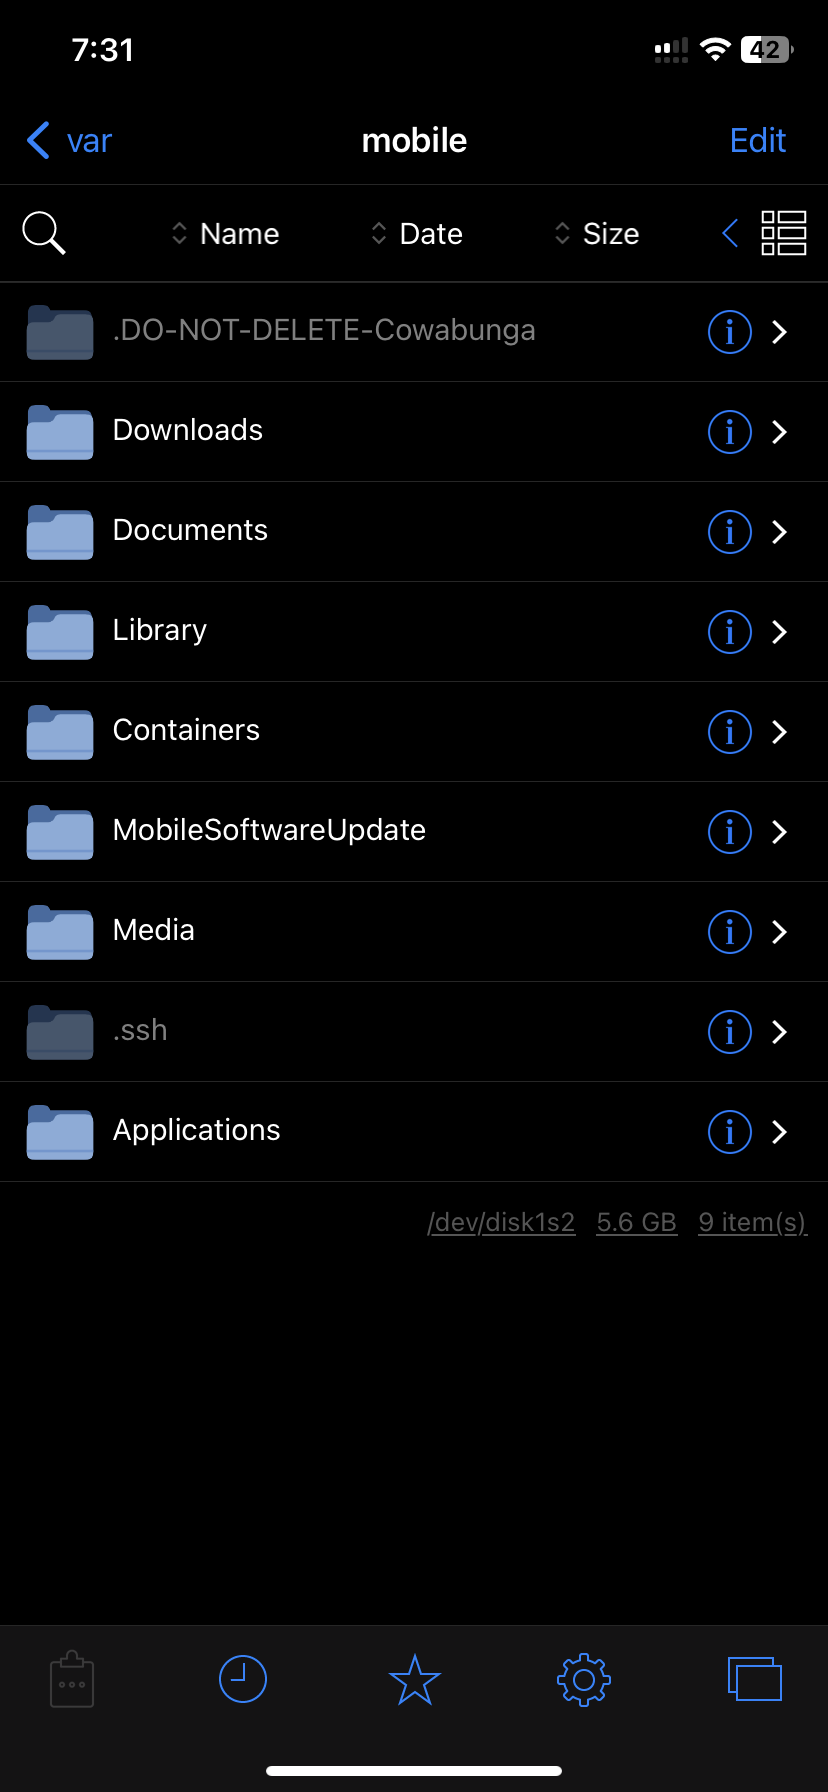 7:31
42
var
mobile
Edit
Name Date Size
.DO-NOT-DELETE-Cowabunga
Downloads
Documents
Library
Containers
MobileSoftwareUpdate
Media
.ssh
Applications
/dev/disk1s2 5.6 GB 9 item(s)